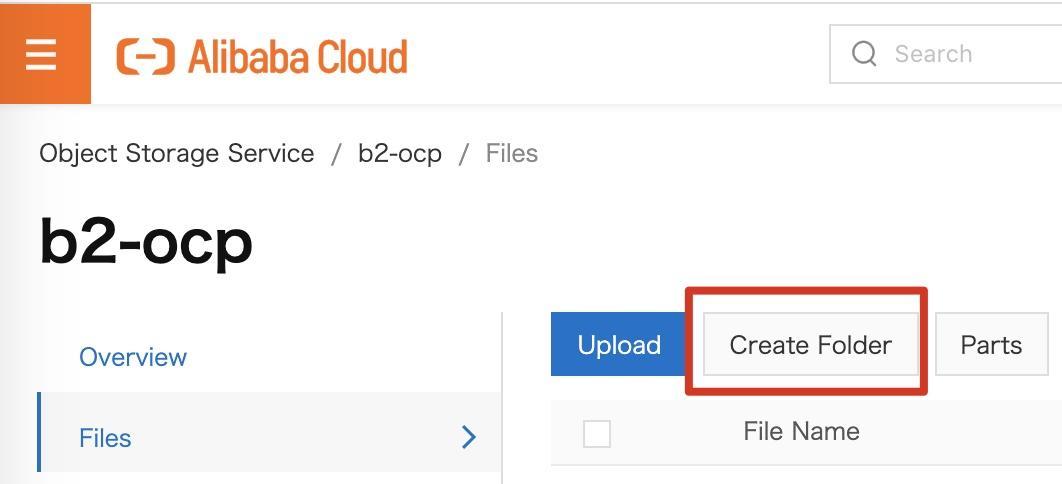 Alibaba Cloud
Search
Object Storage Service / b2-ocp / Files
b2-ocp
Overview
Files
Upload
Create Folder
Parts
File Name